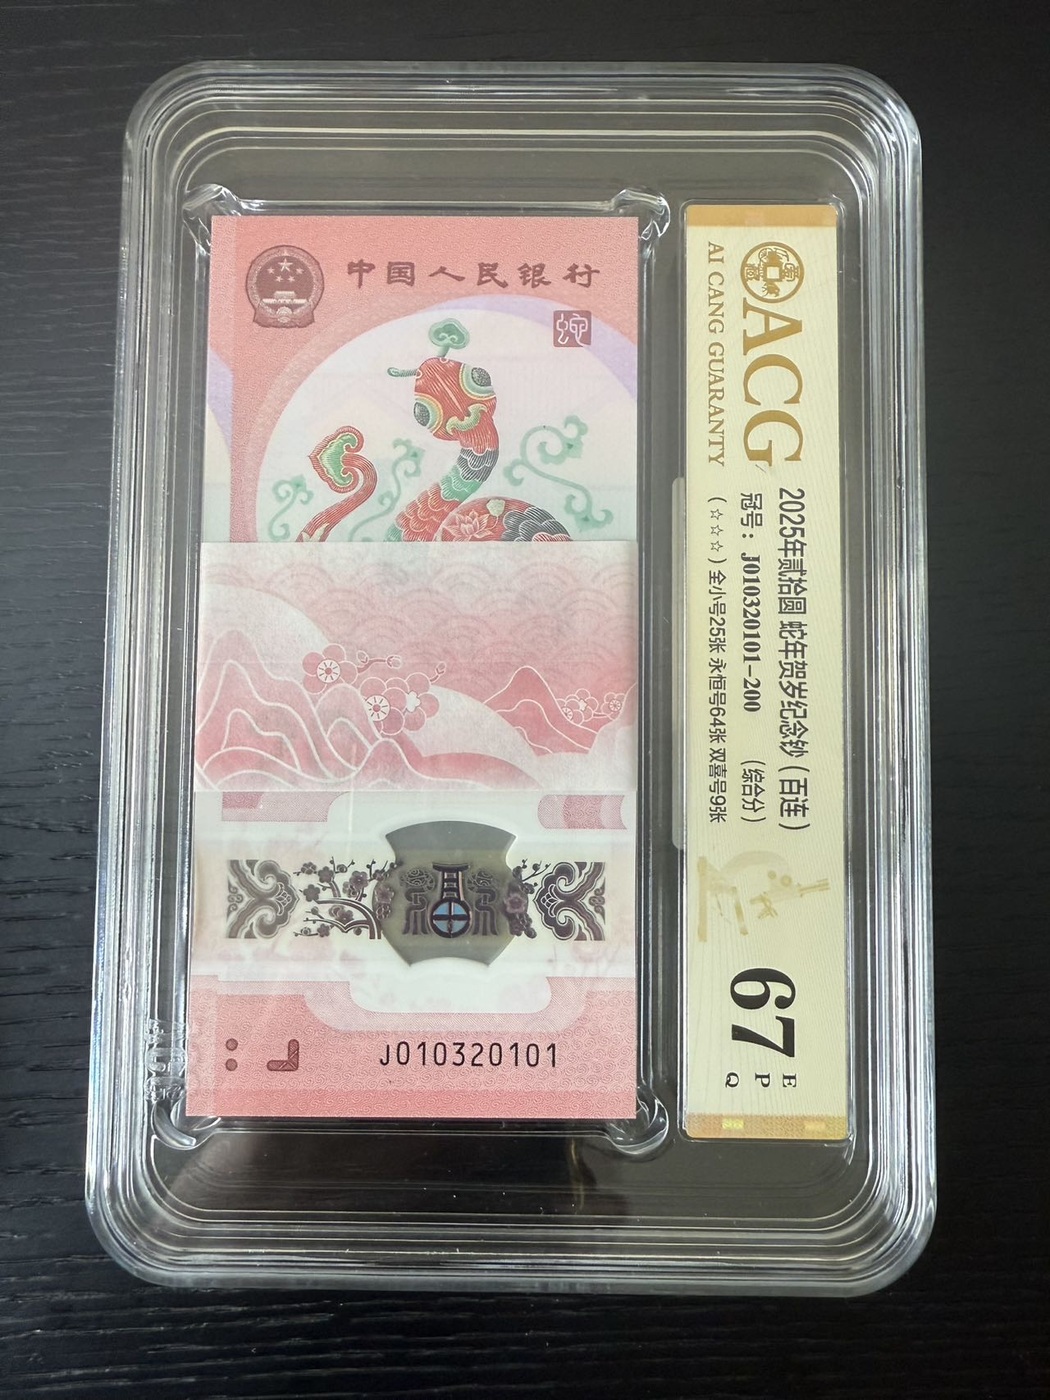 中国人民银行
蛇
J010320101
ACG
AI CANG GUARANTY
2025年贰拾圆 蛇年贺岁纪念钞（百连）
冠号：J010320101-200 （综合分）
（☆☆☆）全小号25张 永恒号64张 双喜号9张
67
E
P
Q